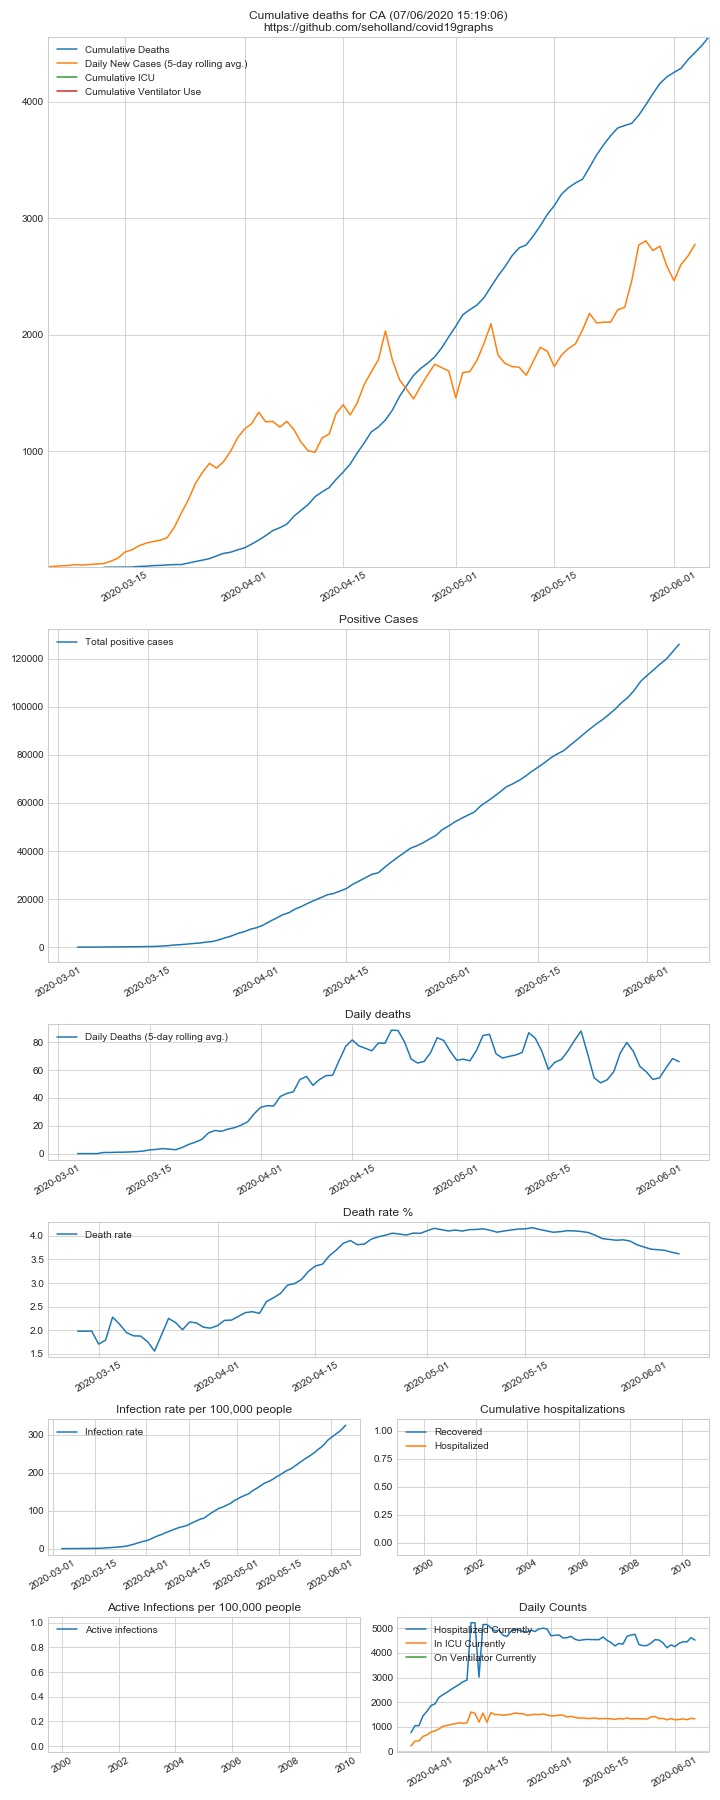 Cumulative deaths for CA (07/06/2020 15:19:06)
https://github.com/seholland/covid19graphs
Cumulative Deaths
Daily New Cases (5-day rolling avg.)
Cumulative ICU
Cumulative Ventilator Use
4000
3000
2000
1000
2020-03-15 2020-04-01 2020-04-15 2020-05-01 2020-05-15 2020-06-01
Positive Cases
Total positive cases
120000
100000
80000
60000
40000
20000
0
2020-03-01 2020-03-15 2020-04-01 2020-04-15 2020-05-01 2020-05-15 2020-06-01
Daily deaths
Daily Deaths (5-day rolling avg.)
80
60
40
20
0
2020-03-01 2020-03-15 2020-04-01 2020-04-15 2020-05-01 2020-05-15 2020-06-01
Death rate %
Death rate
4.0
3.5
3.0
2.5
2.0
1.5
2020-03-15 2020-04-01 2020-04-15 2020-05-01 2020-05-15 2020-06-01
Infection rate per 100,000 people
Infection rate
300
200
100
0
2020-03-01 2020-03-15 2020-04-01 2020-04-15 2020-05-01 2020-05-15 2020-06-01
Cumulative hospitalizations
Recovered
Hospitalized
1.00
0.75
0.50
0.25
0.00
2000 2002 2004 2006 2008 2010
Active Infections per 100,000 people
Active infections
1.0
0.8
0.6
0.4
0.2
0.0
2000 2002 2004 2006 2008 2010
Daily Counts
Hospitalized Currently
In ICU Currently
On Ventilator Currently
5000
4000
3000
2000
1000
0
2020-04-01 2020-04-15 2020-05-01 2020-05-15 2020-06-01